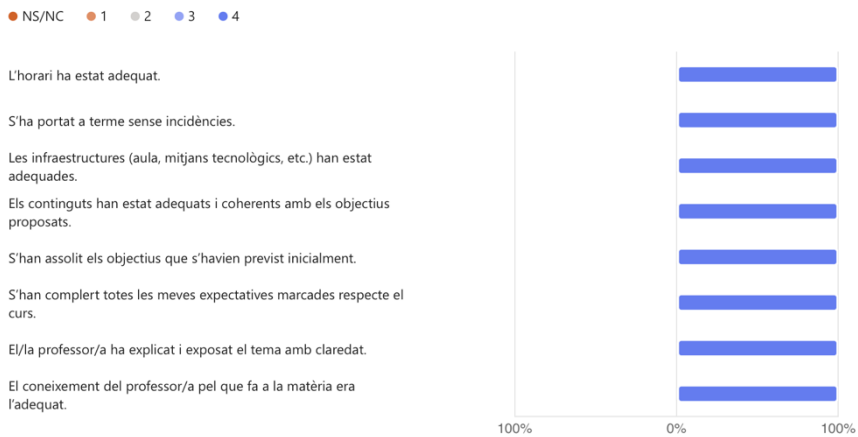 NS/NC 1 2 3 4
L'horari ha estat adequat.
S'ha portat a terme sense incidències.
Les infraestructures (aula, mitjans tecnològics, etc.) han estat
adequades.
Els continguts han estat adequats i coherents amb els objectius
proposats.
S'han assolit els objectius que s'havien previst inicialment.
S'han complert totes les meves expectatives marcades respecte el
curs.
El/la professor/a ha explicat i exposat el tema amb claredat.
El coneixement del professor/a pel que fa a la matèria era
l'adequat.
100% 0% 100%